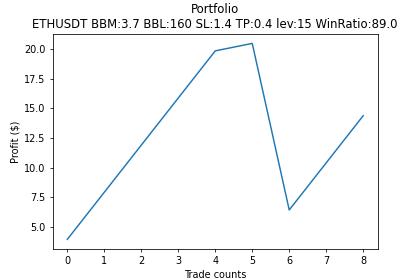 Portfolio
ETHUSDT BBM:3.7 BBL:160 SL:1.4 TP:0.4 lev:15 WinRatio:89.0
20.0
17.5
15.0
12.5
10.0
7.5
5.0
Profit ($)
0 1 2 3 4 5 6 7 8
Trade counts